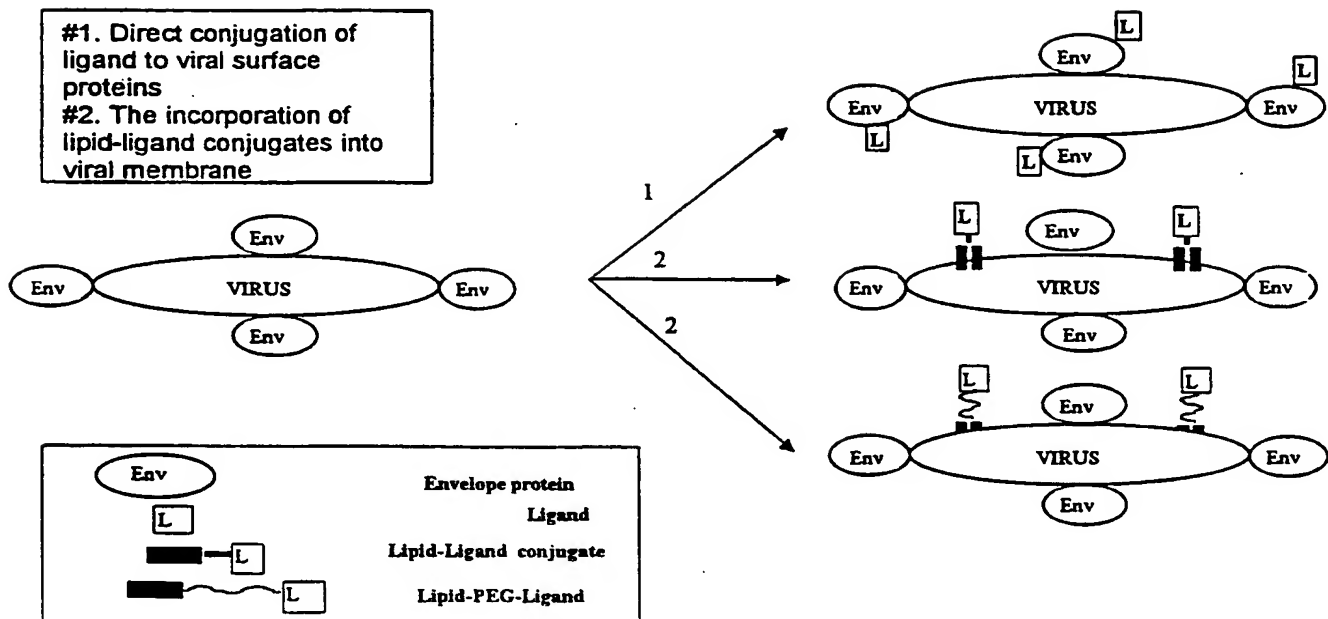 #1. Direct conjugation of
ligand to viral surface
proteins
#2. The incorporation of
lipid-ligand conjugates into
viral membrane
Env
Env
VIRUS
Env
Env
1
2
2
L
Env
L
Env
VIRUS
Env
L
L
Env
L
L
Env
Env
VIRUS
Env
Env
L
L
Env
Env
VIRUS
Env
Env
Env
Envelope protein
L
Ligand
L
Lipid-Ligand conjugate
L
Lipid-PEG-Ligand